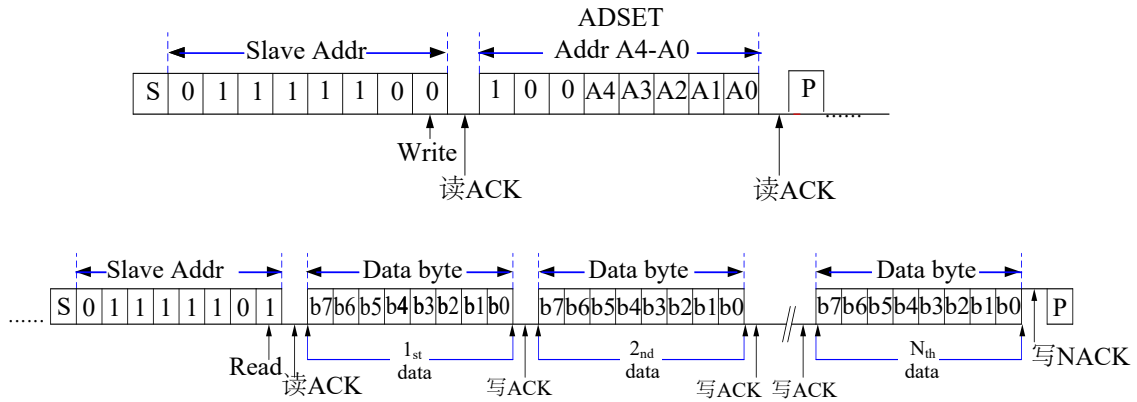 ADSET
Slave Addr Addr A4-A0
S 0 1 1 1 1 1 0 0 1 0 0 A4 A3 A2 A1 A0 P ......
Write
读ACK 读ACK
Slave Addr Data byte Data byte Data byte
...... S 0 1 1 1 1 1 0 1 b7 b6 b5 b4 b3 b2 b1 b0 b7 b6 b5 b4 b3 b2 b1 b0 // b7 b6 b5 b4 b3 b2 b1 b0 P
Read 读ACK 1st data 写ACK 2nd data 写ACK 写ACK Nth data 写NACK